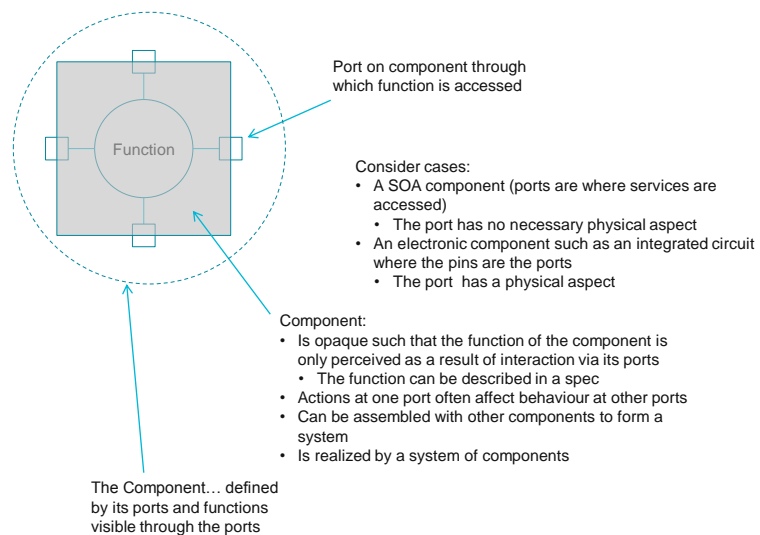 Port on component through
which function is accessed
Function
Consider cases:
• A SOA component (ports are where services are
accessed)
• The port has no necessary physical aspect
• An electronic component such as an integrated circuit
where the pins are the ports
• The port has a physical aspect
Component:
• Is opaque such that the function of the component is
only perceived as a result of interaction via its ports
• The function can be described in a spec
• Actions at one port often affect behaviour at other ports
• Can be assembled with other components to form a
system
• Is realized by a system of components
The Component… defined
by its ports and functions
visible through the ports